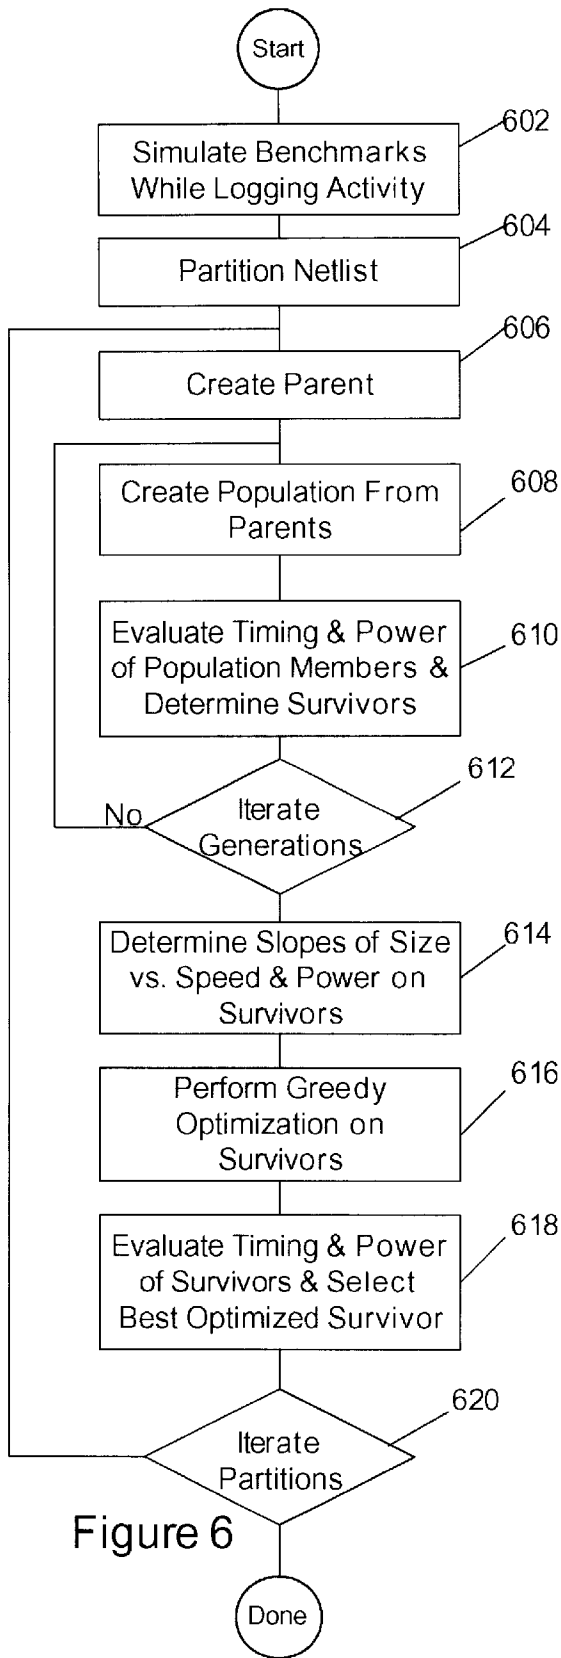 Start
602
Simulate Benchmarks
While Logging Activity
604
Partition Netlist
606
Create Parent
608
Create Population From
Parents
610
Evaluate Timing & Power
of Population Members &
Determine Survivors
612
Iterate
Generations
No
614
Determine Slopes of Size
vs. Speed & Power on
Survivors
616
Perform Greedy
Optimization on
Survivors
618
Evaluate Timing & Power
of Survivors & Select
Best Optimized Survivor
620
Iterate
Partitions
Figure 6
Done